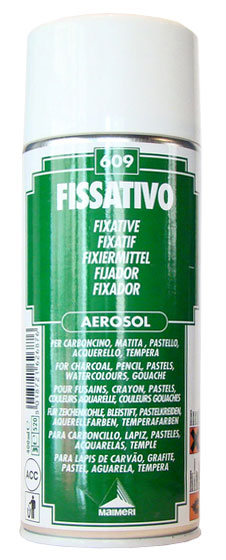 609
FISSATIVO
FIXATIVE
FIXATIF
FIXIERMITTEL
FIJADOR
FIXADOR
AEROSOL
PER CARBONCINO, MATITA, PASTELLO,
ACQUERELLO, TEMPERA
FOR CHARCOAL, PENCIL, PASTELS,
WATERCOLOURS, GOUACHE
POUR FUSAINS, CRAYON, PASTELS,
COULEURS AQUARELLE, COULEURS GOUACHES
FÜR ZEICHENKOHLE, BLEISTIFT, PASTELKREIDEN,
AQUARELLFARBEN, TEMPERAFARBEN
PARA CARBONCILLO, LAPIZ, PASTELES,
ACUARELAS, TEMPLE
PARA LAPIS DE CARVÃO, GRAFITE,
PASTEL, AGUARELA, TEMPERA
ACC
MAIMERI